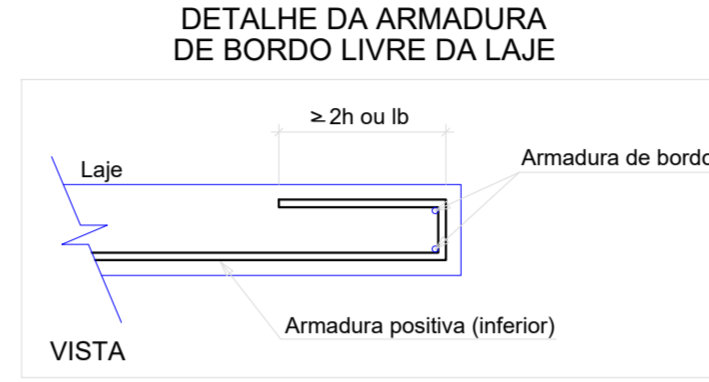 DETALHE DA ARMADURA
DE BORDO LIVRE DA LAJE
≥2h ou lb
Laje
Armadura de bordo
Armadura positiva (inferior)
VISTA